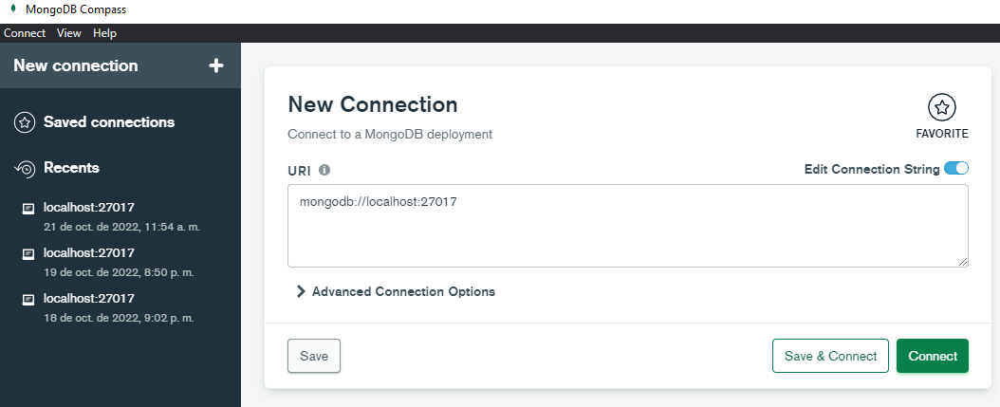 MongoDB Compass
Connect View Help
New connection
Saved connections
Recents
localhost:27017
21 de oct. de 2022, 11:54 a. m.
localhost:27017
19 de oct. de 2022, 8:50 p. m.
localhost:27017
18 de oct. de 2022, 9:02 p. m.
New Connection
Connect to a MongoDB deployment
FAVORITE
URI
Edit Connection String
mongodb://localhost:27017
Advanced Connection Options
Save
Save & Connect
Connect